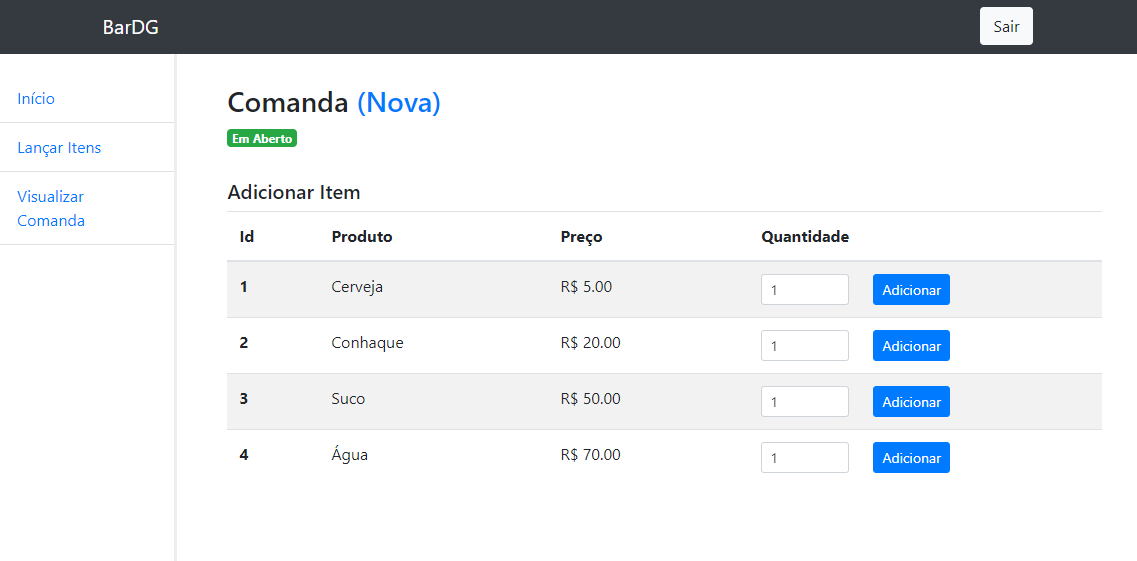 BarDG Sair
Início
Lançar Itens
Visualizar
Comanda
Comanda (Nova)
Em Aberto
Adicionar Item
Id Produto Preço Quantidade
1 Cerveja R$ 5.00 1 Adicionar
2 Conhaque R$ 20.00 1 Adicionar
3 Suco R$ 50.00 1 Adicionar
4 Água R$ 70.00 1 Adicionar